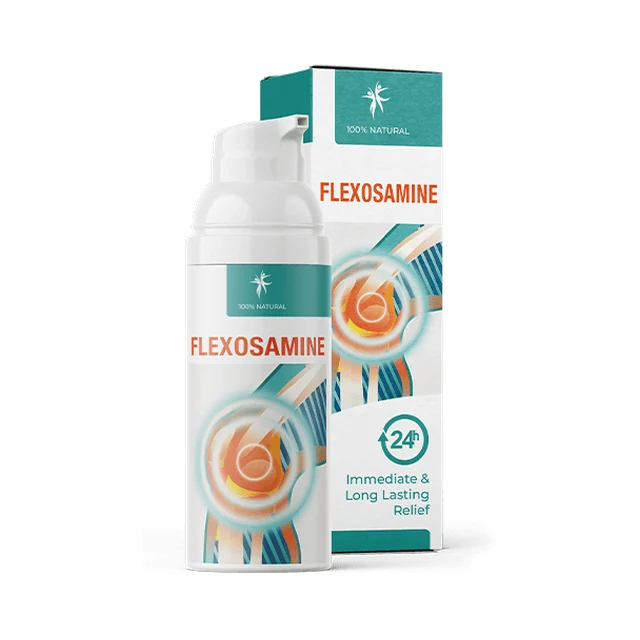 100% NATURAL
FLEXOSAMINE
100% NATURAL
FLEXOSAMINE
24h
Immediate &
Long Lasting
Relief